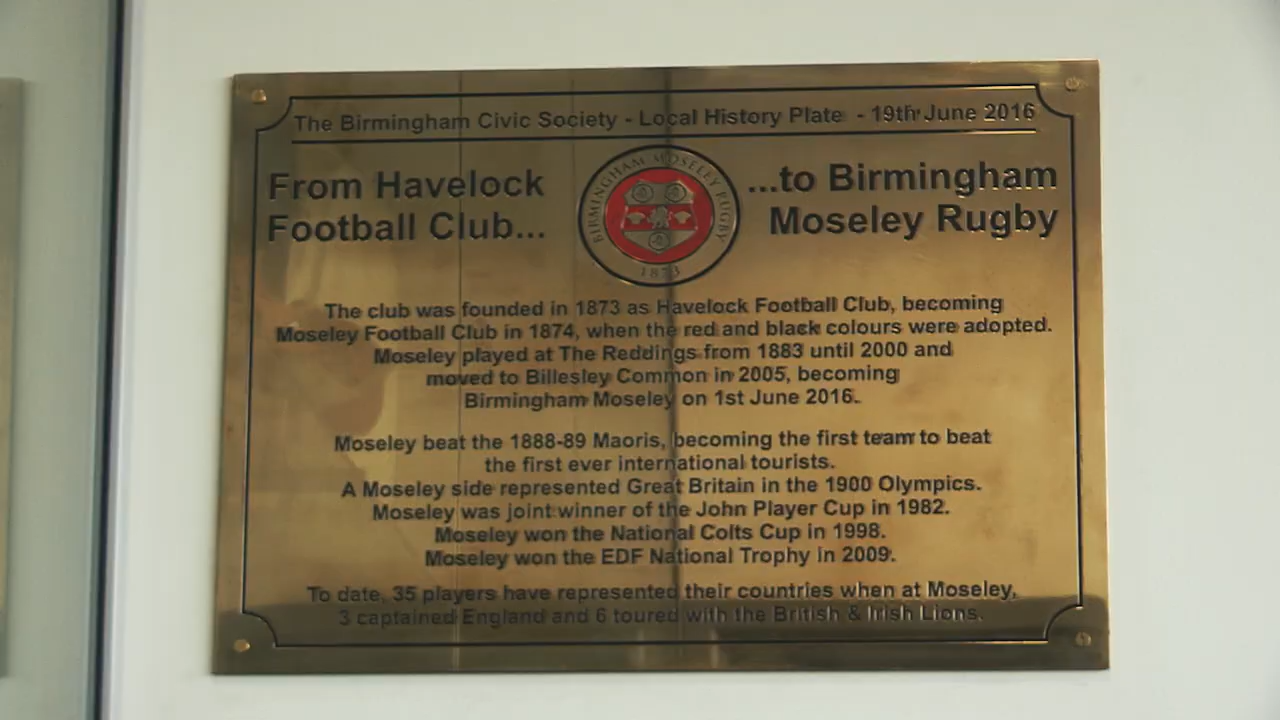 The Birmingham Civic Society - Local History Plate - 19th June 2016
From Havelock
Football Club...
BIRMINGHAM MOSELEY RUGBY
1873
...to Birmingham
Moseley Rugby
The club was founded in 1873 as Havelock Football Club, becoming
Moseley Football Club in 1874, when the red and black colours were adopted.
Moseley played at The Reddings from 1883 until 2000 and
moved to Billesley Common in 2005, becoming
Birmingham Moseley on 1st June 2016.
Moseley beat the 1888-89 Maoris, becoming the first team to beat
the first ever international tourists.
A Moseley side represented Great Britain in the 1900 Olympics.
Moseley was joint winner of the John Player Cup in 1982.
Moseley won the National Colts Cup in 1998.
Moseley won the EDF National Trophy in 2009.
To date, 35 players have represented their countries when at Moseley,
3 captained England and 6 toured with the British & Irish Lions.